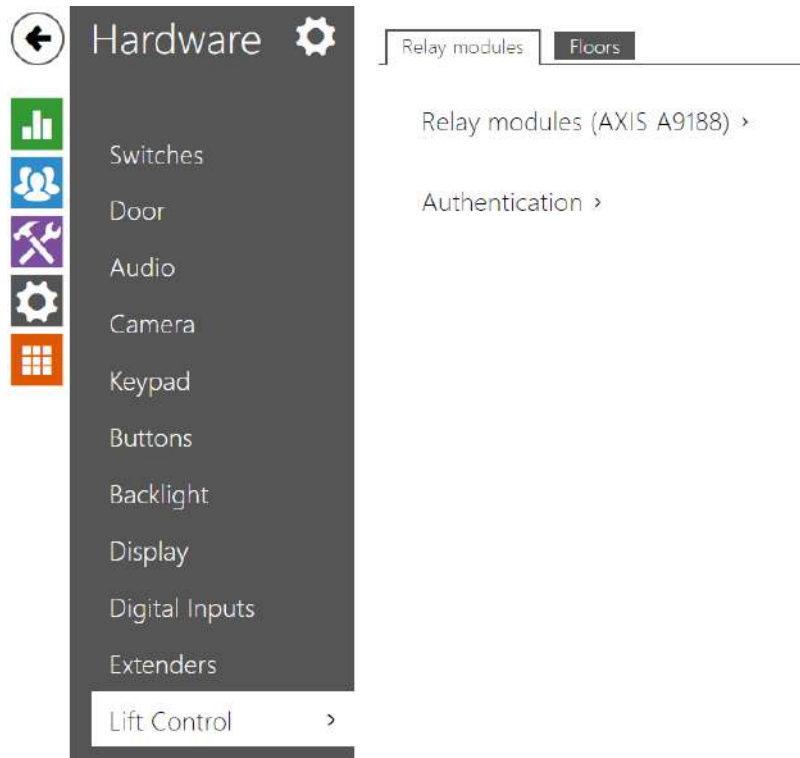 Hardware
Switches
Door
Audio
Camera
Keypad
Buttons
Backlight
Display
Digital Inputs
Extenders
Lift Control >
Relay modules
Floors
Relay modules (AXIS A9188) >
Authentication >